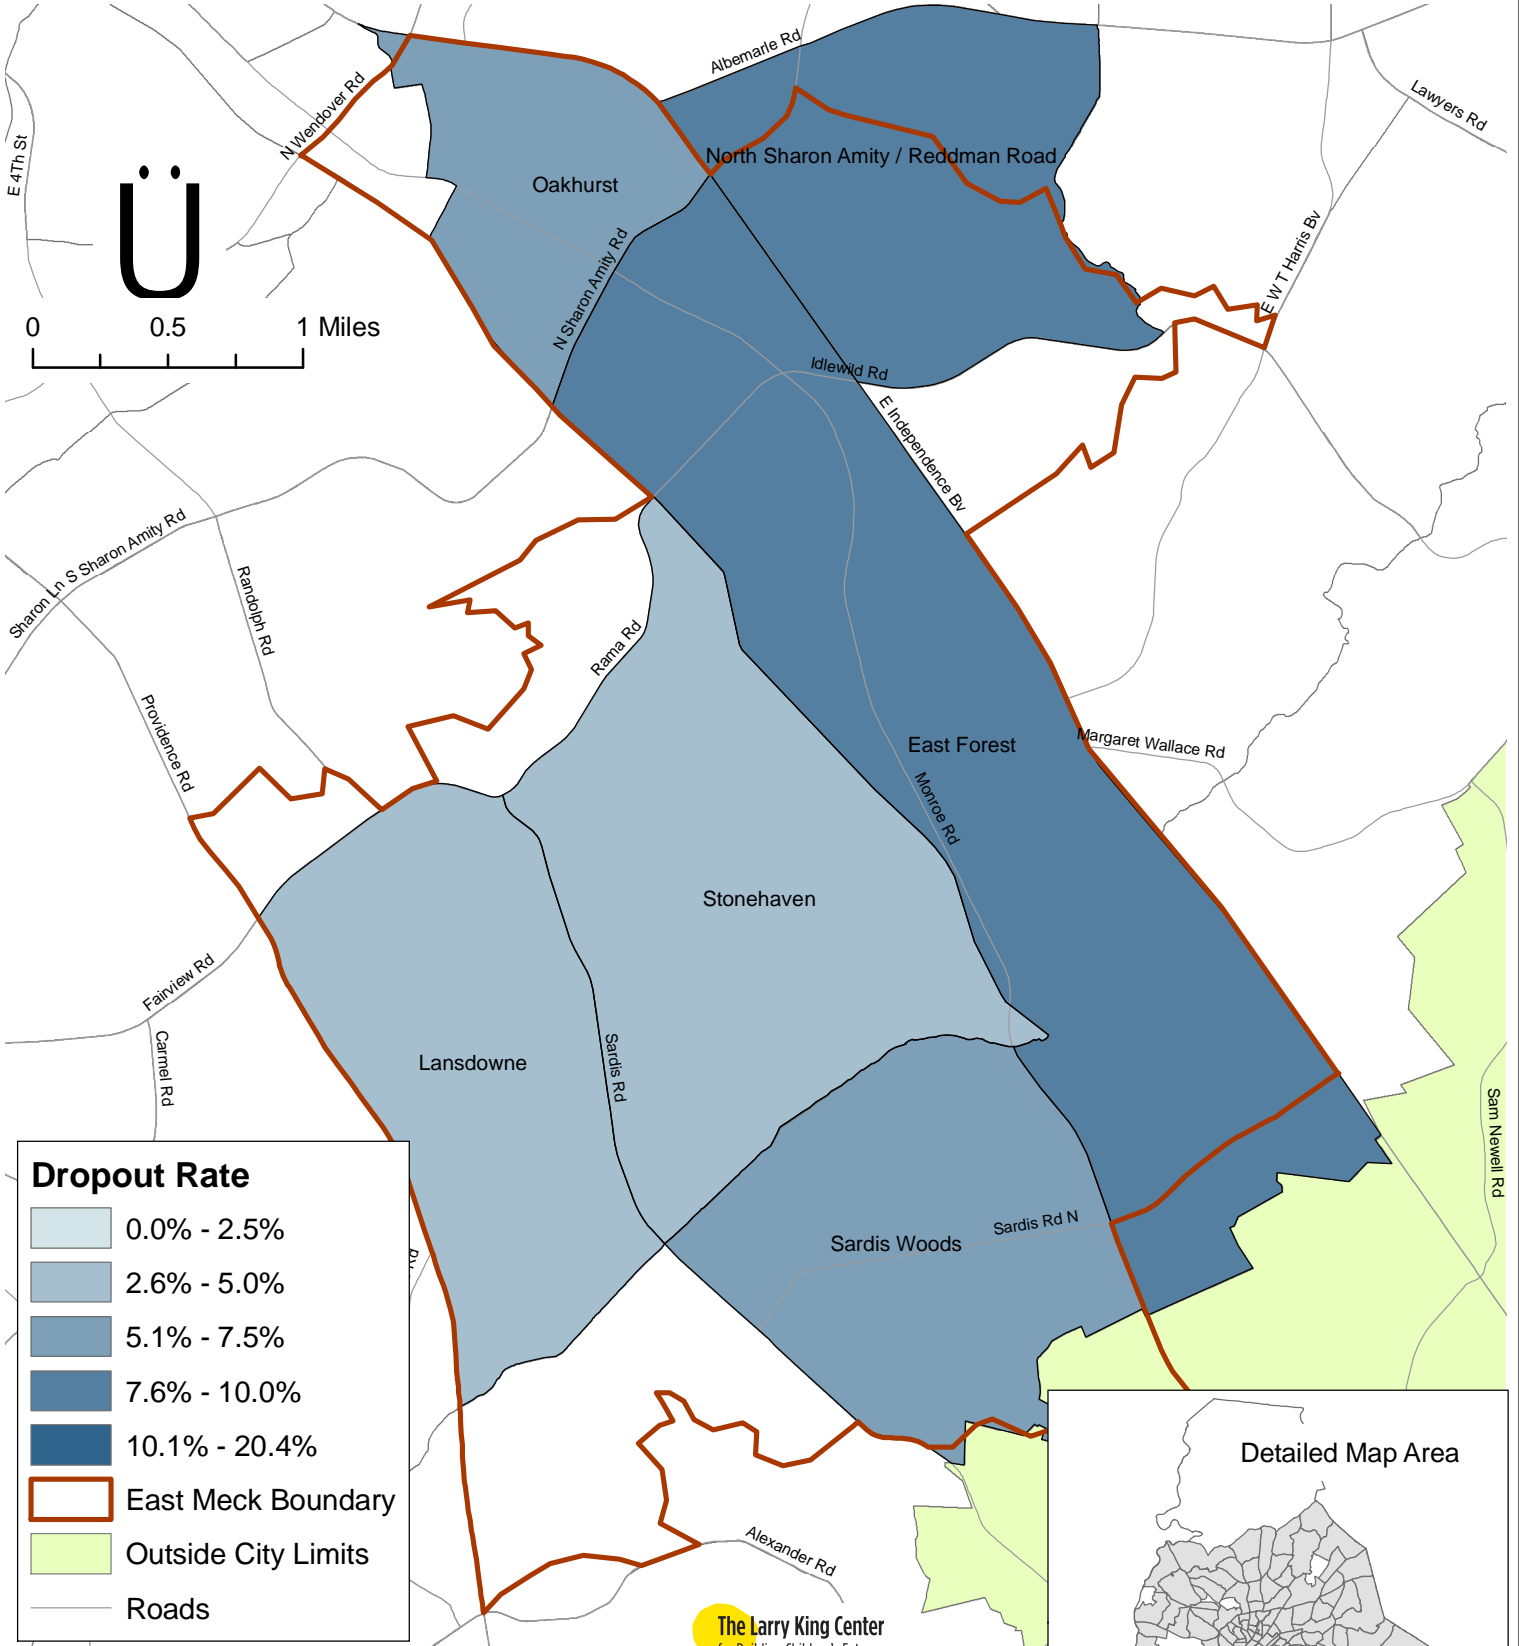 Albemarle Rd
Lawyers Rd
N Wendover Rd
E 4Th St
North Sharon Amity / Reddman Road
Oakhurst
Ü
N Sharon Amity Rd
E W T Harris Bv
0 0.5 1 Miles
Idlewild Rd
E Independence Bv
Sharon Ln
S Sharon Amity Rd
Randolph Rd
Rama Rd
Providence Rd
East Forest
Margaret Wallace Rd
Monroe Rd
Stonehaven
Fairview Rd
Carmel Rd
Lansdowne
Sardis Rd
Sam Newell Rd
Sardis Rd N
Sardis Woods
Dropout Rate
0.0% - 2.5%
2.6% - 5.0%
5.1% - 7.5%
7.6% - 10.0%
10.1% - 20.4%
East Meck Boundary
Outside City Limits
Roads
Detailed Map Area
Alexander Rd
The Larry King Center